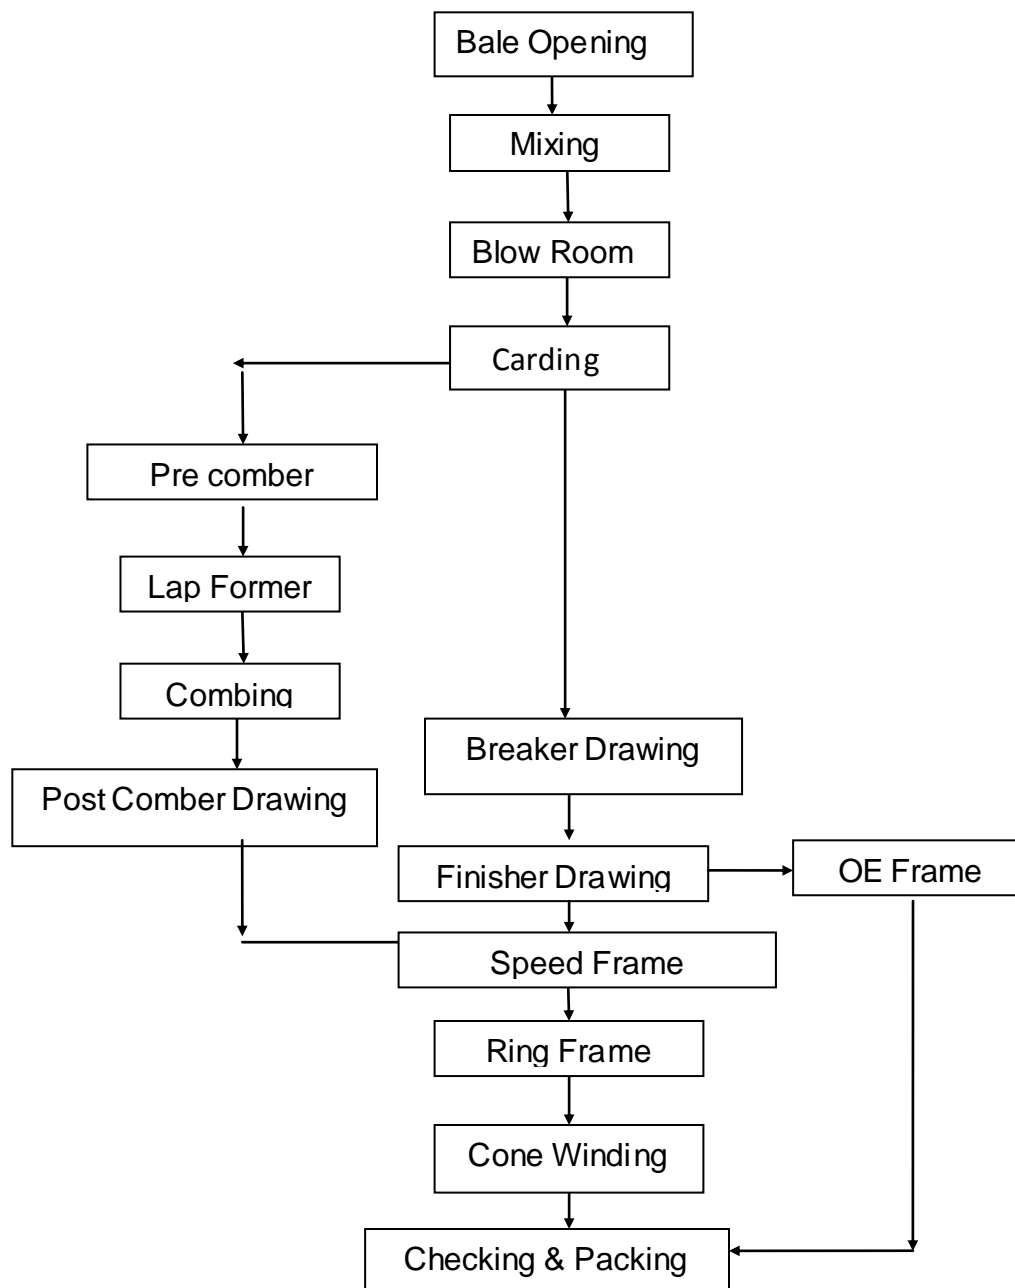 Bale Opening
Mixing
Blow Room
Carding
Pre comber
Lap Former
Combing
Breaker Drawing
Post Comber Drawing
Finisher Drawing
OE Frame
Speed Frame
Ring Frame
Cone Winding
Checking & Packing